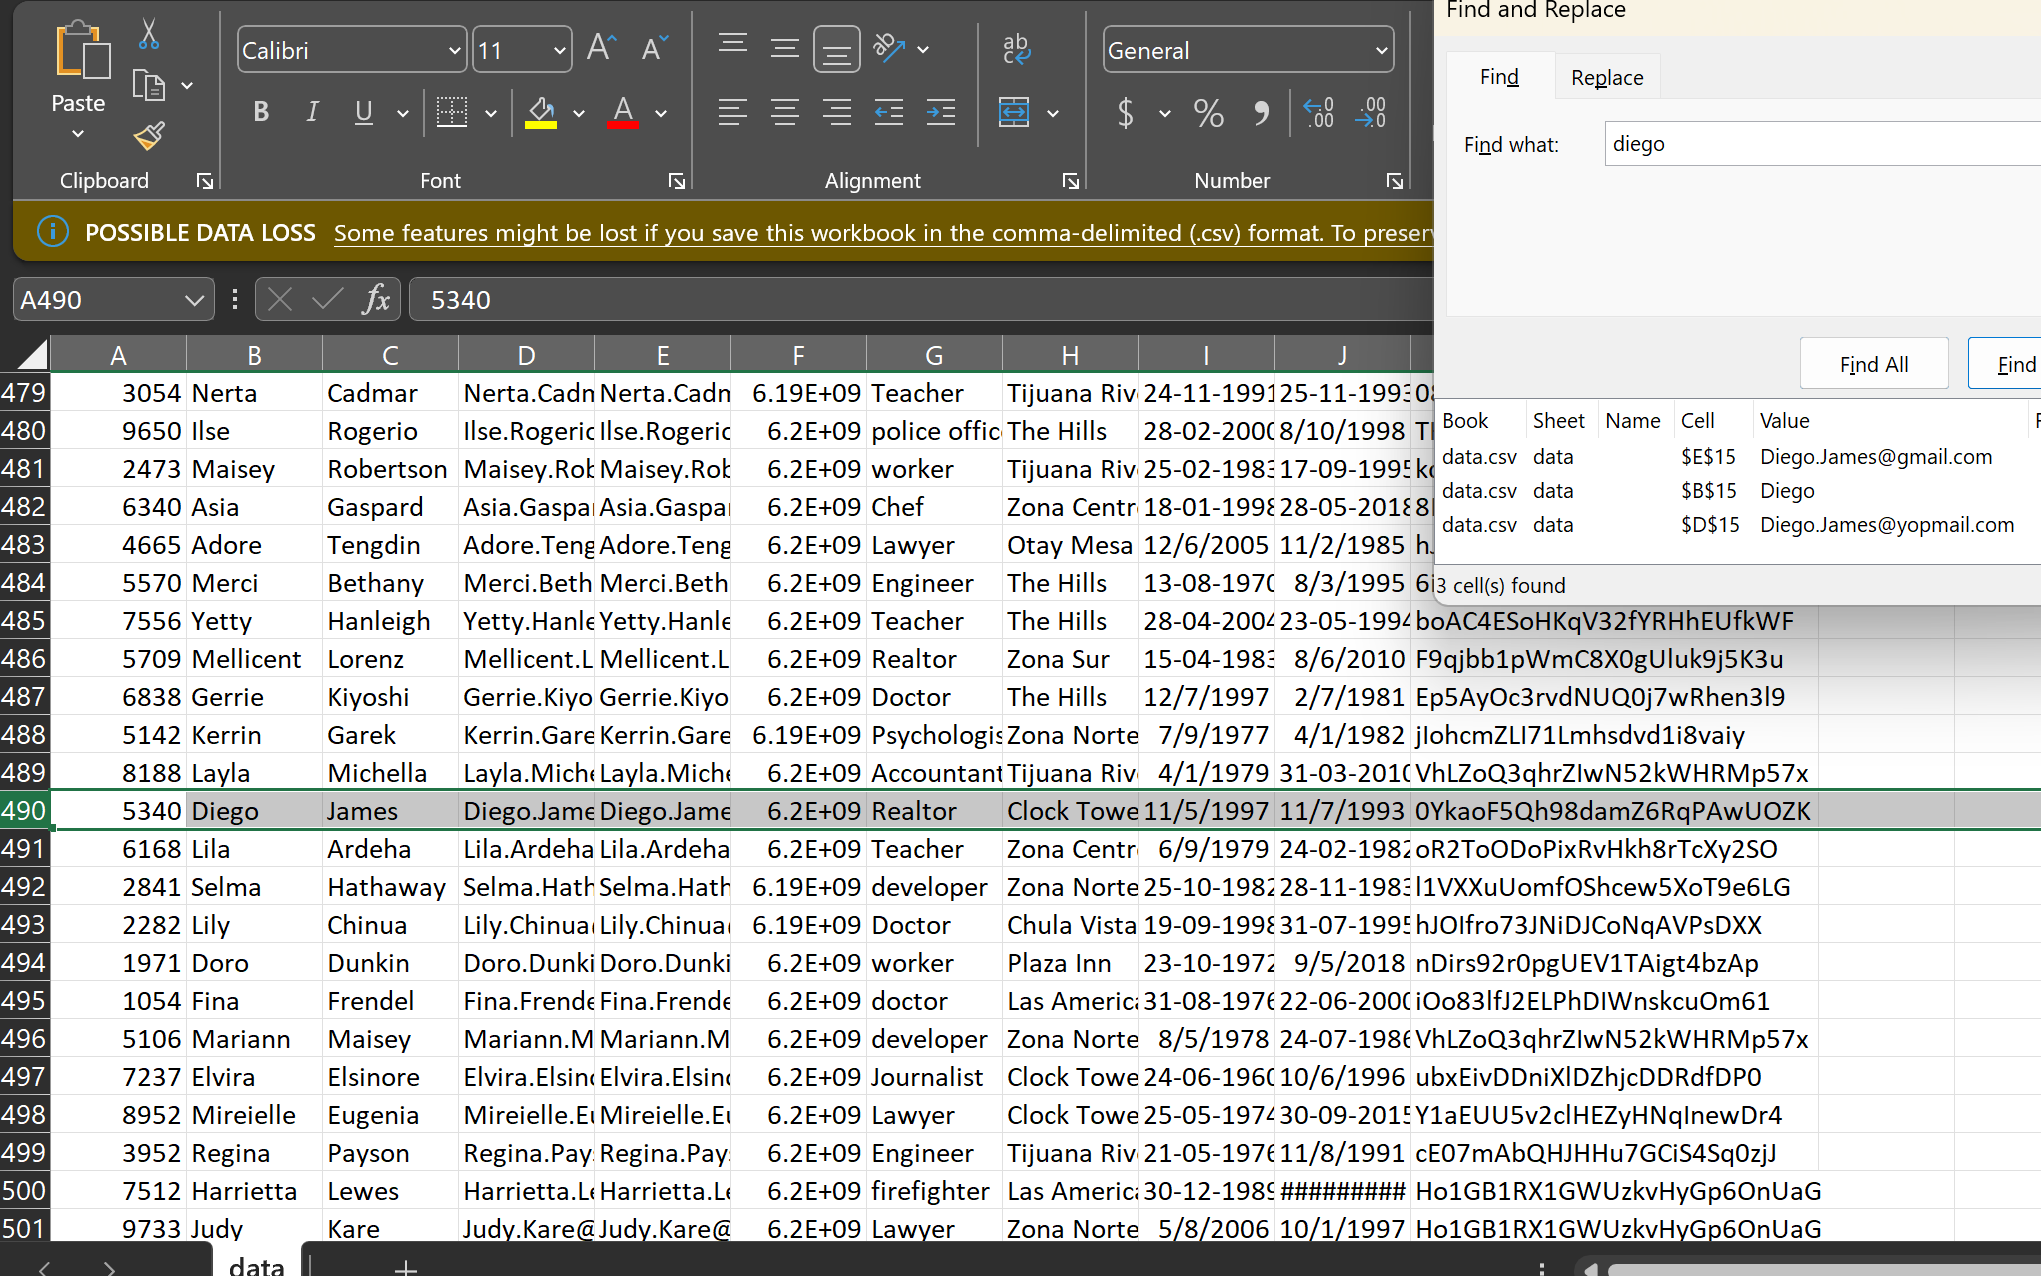 Find and Replace
Calibri 11 General
Paste
Find Replace
Find what: diego
Clipboard Font Alignment Number
POSSIBLE DATA LOSS Some features might be lost if you save this workbook in the comma-delimited (.csv) format. To preserv
A490 fx 5340
Find All Find
A B C D E F G H I J
479 3054 Nerta Cadmar Nerta.Cadn Nerta.Cadn 6.19E+09 Teacher Tijuana Riv 24-11-1991 25-11-1993
480 9650 Ilse Rogerio Ilse.Rogeric Ilse.Rogeric 6.2E+09 police offic The Hills 28-02-2000 8/10/1998
481 2473 Maisey Robertson Maisey.Rob Maisey.Rob 6.2E+09 worker Tijuana Riv 25-02-1983 17-09-1995
482 6340 Asia Gaspard Asia.Gaspa Asia.Gaspa 6.2E+09 Chef Zona Centr 18-01-1998 28-05-2018
483 4665 Adore Tengdin Adore.Teng Adore.Teng 6.2E+09 Lawyer Otay Mesa 12/6/2005 11/2/1985
484 5570 Merci Bethany Merci.Beth Merci.Beth 6.2E+09 Engineer The Hills 13-08-1970 8/3/1995
485 7556 Yetty Hanleigh Yetty.Hanle Yetty.Hanle 6.2E+09 Teacher The Hills 28-04-2004 23-05-1994 boAC4ESoHKqV32fYRHhEUfkWF
486 5709 Mellicent Lorenz Mellicent.L Mellicent.L 6.2E+09 Realtor Zona Sur 15-04-1983 8/6/2010 F9qjbb1pWmC8X0gUluk9j5K3u
487 6838 Gerrie Kiyoshi Gerrie.Kiyo Gerrie.Kiyo 6.2E+09 Doctor The Hills 12/7/1997 2/7/1981 Ep5AyOc3rvdNUQ0j7wRhen3l9
488 5142 Kerrin Garek Kerrin.Gare Kerrin.Gare 6.19E+09 Psychologis Zona Norte 7/9/1977 4/1/1982 jIohcmZLI71Lmhsdvd1i8vaiy
489 8188 Layla Michella Layla.Miche Layla.Miche 6.2E+09 Accountant Tijuana Riv 4/1/1979 31-03-2010 VhLZoQ3qhrZIwN52kWHRMp57x
490 5340 Diego James Diego.Jame Diego.Jame 6.2E+09 Realtor Clock Towe 11/5/1997 11/7/1993 0YkaoF5Qh98damZ6RqPAwUOZK
491 6168 Lila Ardeha Lila.Ardeha Lila.Ardeha 6.2E+09 Teacher Zona Centr 6/9/1979 24-02-1982 oR2ToODoPixRvHkh8rTcXy2SO
492 2841 Selma Hathaway Selma.Hath Selma.Hath 6.19E+09 developer Zona Norte 25-10-1982 28-11-1983 l1VXXuUomfOShcew5XoT9e6LG
493 2282 Lily Chinua Lily.Chinua Lily.Chinua 6.19E+09 Doctor Chula Vista 19-09-1998 31-07-1995 hJOIfro73JNiDJCoNqAVPsDXX
494 1971 Doro Dunkin Doro.Dunki Doro.Dunki 6.2E+09 worker Plaza Inn 23-10-1972 9/5/2018 nDirs92r0pgUEV1TAigt4bzAp
495 1054 Fina Frendel Fina.Frende Fina.Frende 6.2E+09 doctor Las America 31-08-1976 22-06-2000 iOo83lfJ2ELPhDIWnskcuOm61
496 5106 Mariann Maisey Mariann.M Mariann.M 6.2E+09 developer Zona Norte 8/5/1978 24-07-1986 VhLZoQ3qhrZIwN52kWHRMp57x
497 7237 Elvira Elsinore Elvira.Elsin Elvira.Elsin 6.2E+09 Journalist Clock Towe 24-06-1960 10/6/1996 ubxEivDDniXlDZhjcDDRdfDP0
498 8952 Mireielle Eugenia Mireielle.Eu Mireielle.Eu 6.2E+09 Lawyer Clock Towe 25-05-1974 30-09-2015 Y1aEUU5v2clHEZyHNqInewDr4
499 3952 Regina Payson Regina.Pay Regina.Pay 6.2E+09 Engineer Tijuana Riv 21-05-1976 11/8/1991 cE07mAbQHJHHu7GCiS4Sq0zjJ
500 7512 Harrietta Lewes Harrietta.Le Harrietta.Le 6.2E+09 firefighter Las America 30-12-1989 ######### Ho1GB1RX1GWUzkvHyGp6OnUaG
501 9733 Judy Kare Judy.Kare@ Judy.Kare@ 6.2E+09 Lawyer Zona Norte 5/8/2006 10/1/1997 Ho1GB1RX1GWUzkvHyGp6OnUaG
Book Sheet Name Cell Value
data.csv data $E$15 Diego.James@gmail.com
data.csv data $B$15 Diego
data.csv data $D$15 Diego.James@yopmail.com
3 cell(s) found
data